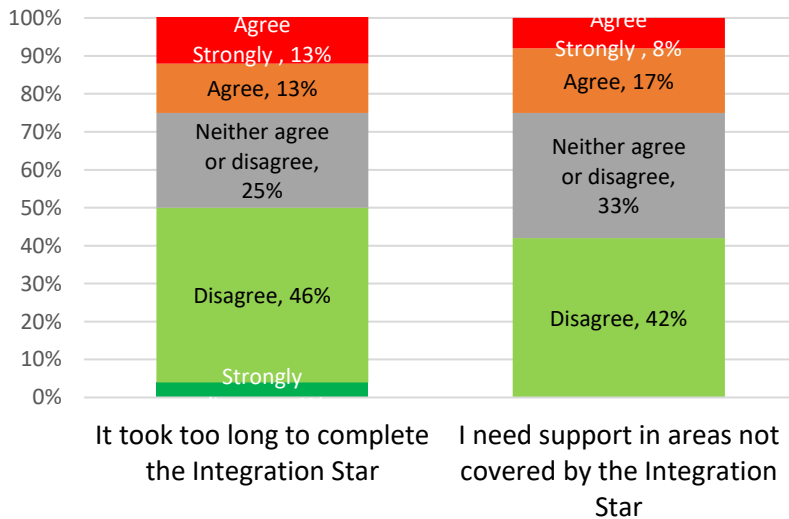 100%
90%
80%
70%
60%
50%
40%
30%
20%
10%
0%
Agree
Strongly , 13%
Agree, 13%
Neither agree
or disagree,
25%
Disagree, 46%
Strongly
Agree
Strongly , 8%
Agree, 17%
Neither agree
or disagree,
33%
Disagree, 42%
It took too long to complete
the Integration Star
I need support in areas not
covered by the Integration
Star